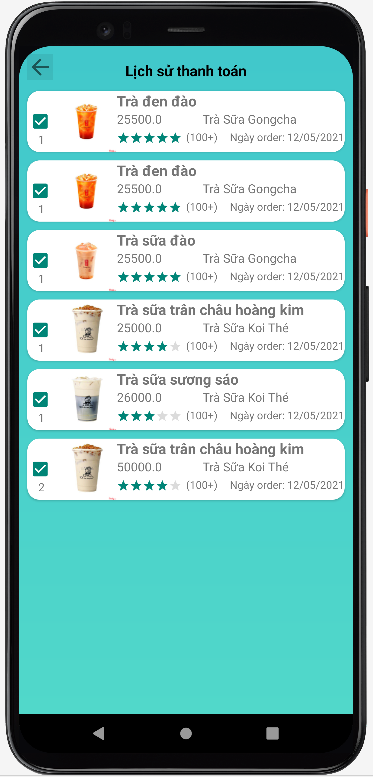 Lịch sử thanh toán
Trà đen đào
25500.0 Trà Sữa Gongcha
(100+) Ngày order: 12/05/2021
1
Trà đen đào
25500.0 Trà Sữa Gongcha
(100+) Ngày order: 12/05/2021
1
Trà sữa đào
25500.0 Trà Sữa Gongcha
(100+) Ngày order: 12/05/2021
1
Trà sữa trân châu hoàng kim
25000.0 Trà Sữa Koi Thé
(100+) Ngày order: 12/05/2021
1
Trà sữa sương sáo
26000.0 Trà Sữa Koi Thé
(100+) Ngày order: 12/05/2021
1
Trà sữa trân châu hoàng kim
50000.0 Trà Sữa Koi Thé
(100+) Ngày order: 12/05/2021
2